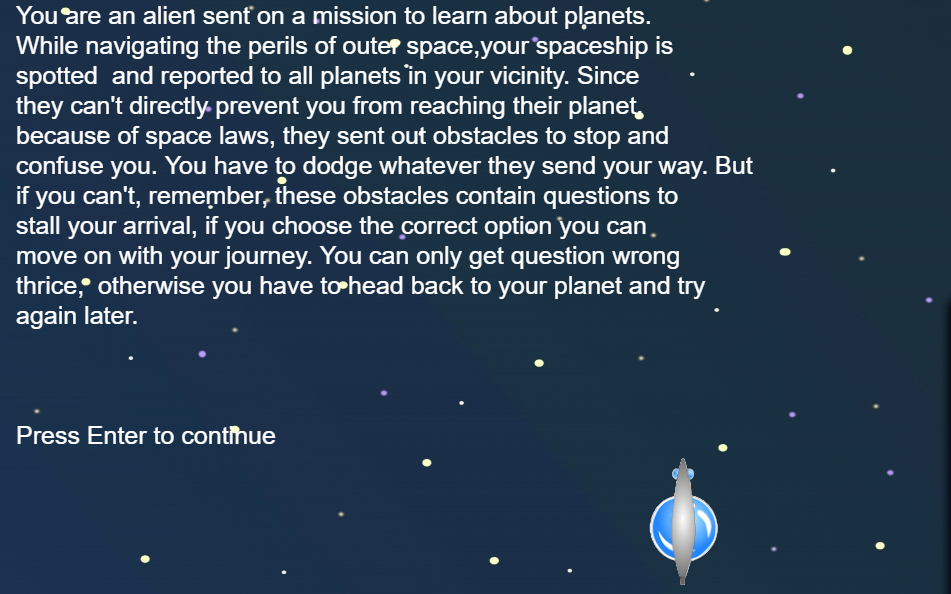 You are an alien sent on a mission to learn about planets.
While navigating the perils of outer space,your spaceship is
spotted  and reported to all planets in your vicinity. Since
they can't directly prevent you from reaching their planet,
because of space laws, they sent out obstacles to stop and
confuse you. You have to dodge whatever they send your way. But
if you can't, remember, these obstacles contain questions to
stall your arrival, if you choose the correct option you can
move on with your journey. You can only get question wrong
thrice,  otherwise you have to head back to your planet and try
again later.
Press Enter to continue